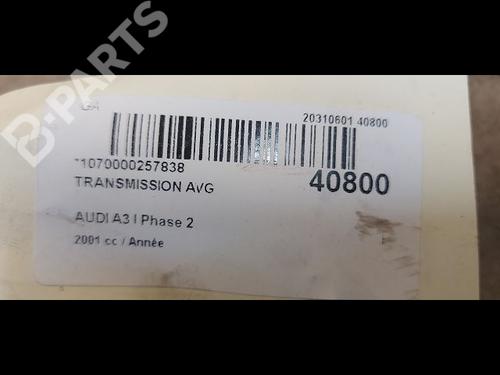 B-PARTS
20310601 40800
*1070000257838
TRANSMISSION AVG
40800
AUDI A3 I Phase 2
2001 cc / Année